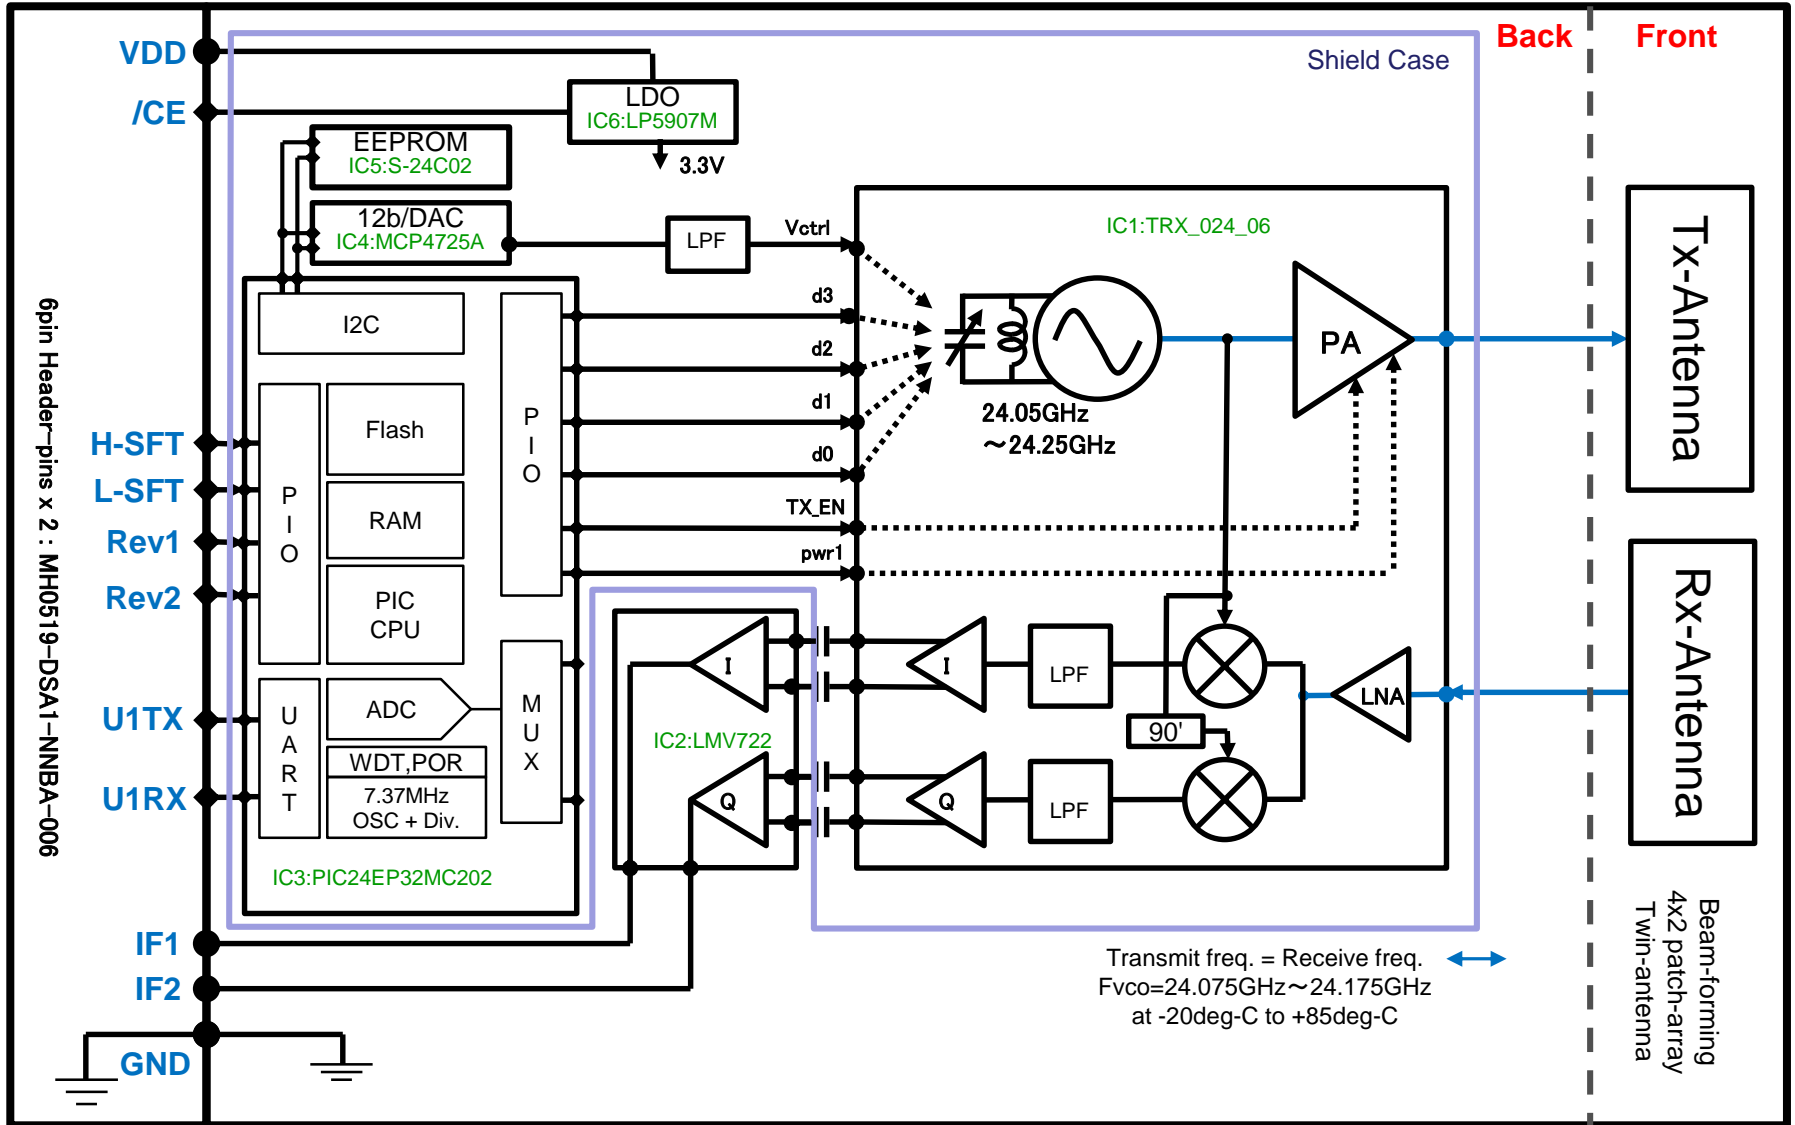 Back
Front
Shield Case
VDD
/CE
LDO
IC6:LP5907M
3.3V
EEPROM
IC5:S-24C02
12b/DAC
IC4:MCP4725A
LPF
Vctrl
IC1:TRX_024_06
I2C
d3
d2
d1
d0
TX_EN
pwr1
24.05GHz
～24.25GHz
PA
Tx-Antenna
6pin Header-pins x 2 : MH0519-DSA1-NNBA-006
H-SFT
L-SFT
Rev1
Rev2
PIO
Flash
RAM
PIC
CPU
PIO
U1TX
U1RX
UART
ADC
WDT,POR
7.37MHz
OSC + Div.
MUX
IC3:PIC24EP32MC202
I
Q
IC2:LMV722
I
Q
LPF
LPF
90'
LNA
Rx-Antenna
IF1
IF2
GND
Transmit freq. = Receive freq.
Fvco=24.075GHz～24.175GHz
at -20deg-C to +85deg-C
Beam-forming
4x2 patch-array
Twin-antenna